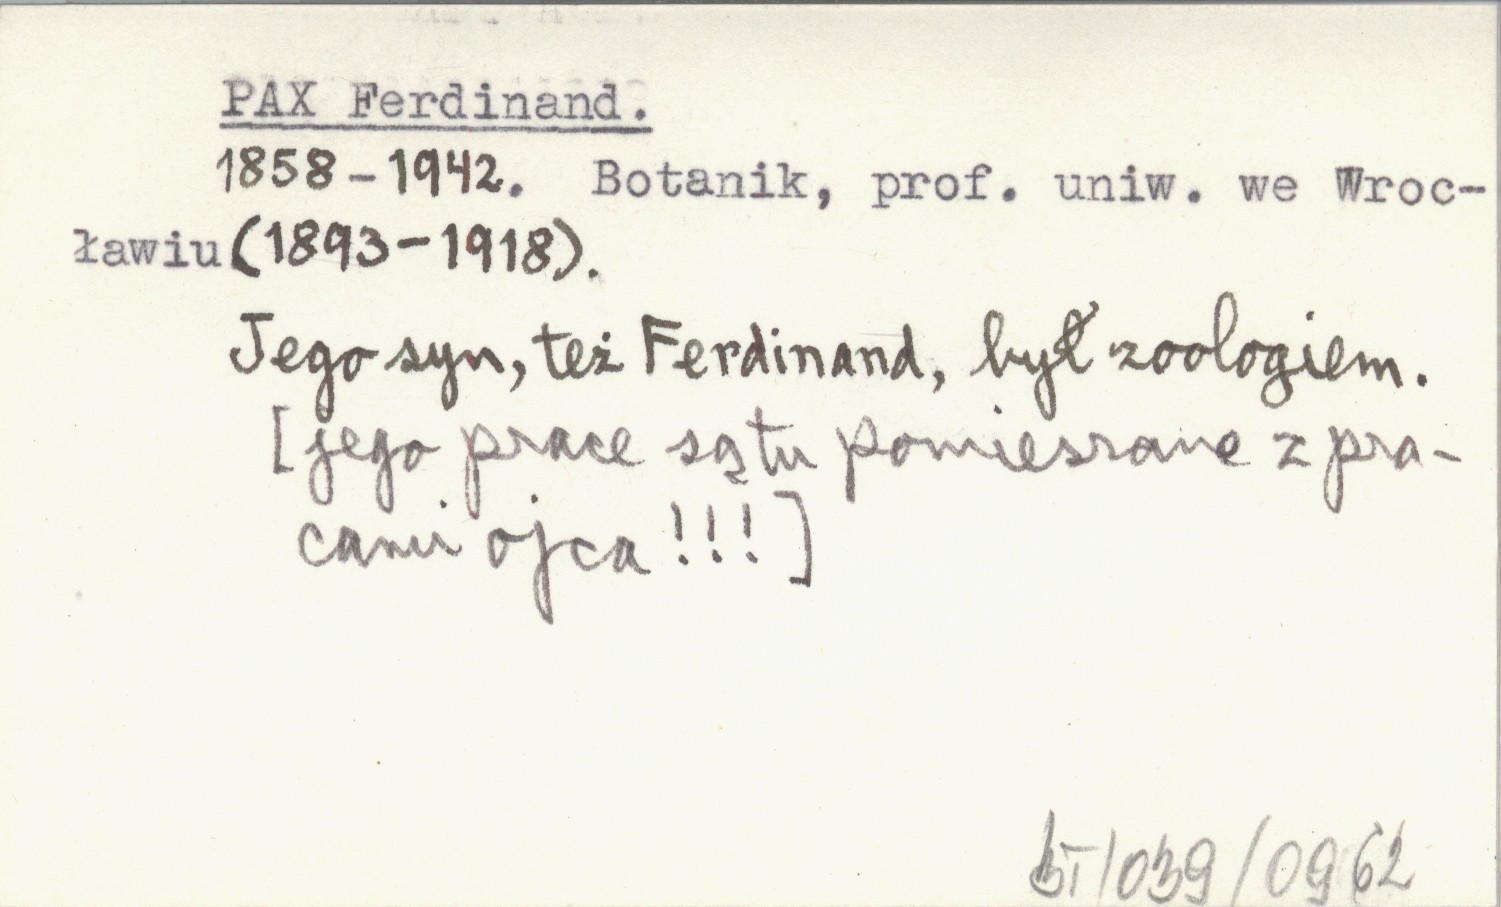 PAX Ferdinand.
1858-1942. Botanik, prof. uniw. we Wroc-
ławiu (1893-1918).
Jego syn, też Ferdinand, był zoologiem.
[jego prace są tu pomieszane z pra-
cami ojca!!!]
/039/0962